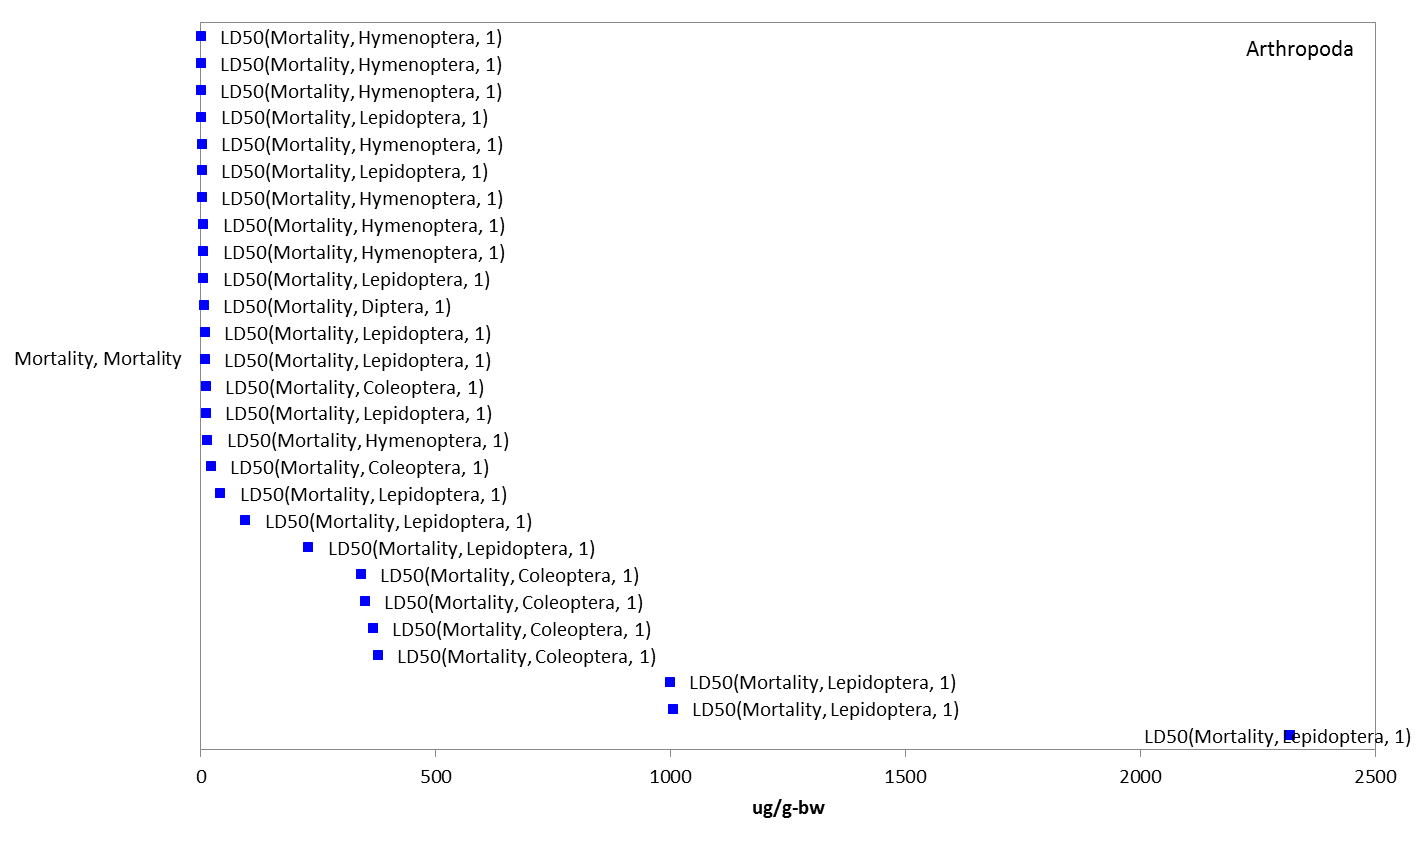 Arthropoda
LD50(Mortality, Hymenoptera, 1)
LD50(Mortality, Hymenoptera, 1)
LD50(Mortality, Hymenoptera, 1)
LD50(Mortality, Lepidoptera, 1)
LD50(Mortality, Hymenoptera, 1)
LD50(Mortality, Lepidoptera, 1)
LD50(Mortality, Hymenoptera, 1)
LD50(Mortality, Hymenoptera, 1)
LD50(Mortality, Hymenoptera, 1)
LD50(Mortality, Lepidoptera, 1)
LD50(Mortality, Diptera, 1)
LD50(Mortality, Lepidoptera, 1)
Mortality, Mortality
LD50(Mortality, Lepidoptera, 1)
LD50(Mortality, Coleoptera, 1)
LD50(Mortality, Lepidoptera, 1)
LD50(Mortality, Hymenoptera, 1)
LD50(Mortality, Coleoptera, 1)
LD50(Mortality, Lepidoptera, 1)
LD50(Mortality, Lepidoptera, 1)
LD50(Mortality, Lepidoptera, 1)
LD50(Mortality, Coleoptera, 1)
LD50(Mortality, Coleoptera, 1)
LD50(Mortality, Coleoptera, 1)
LD50(Mortality, Coleoptera, 1)
LD50(Mortality, Lepidoptera, 1)
LD50(Mortality, Lepidoptera, 1)
LD50(Mortality, Lepidoptera, 1)
0 500 1000 1500 2000 2500
ug/g-bw